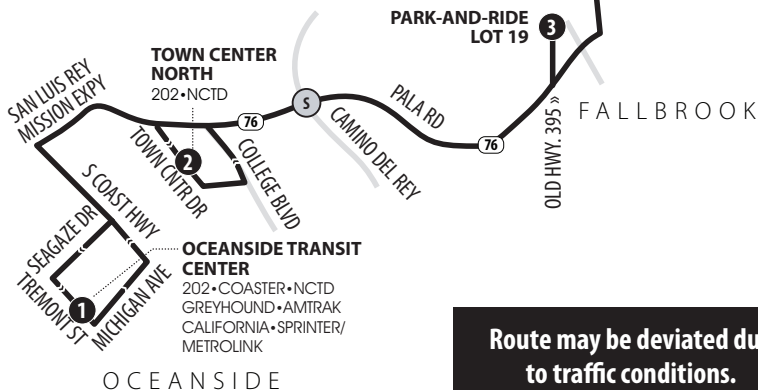 PARK-AND-RIDE
LOT 19
3
TOWN CENTER
NORTH
202•NCTD
SAN LUIS REY
MISSION EXPY
76
S
CAMINO DEL REY
PALA RD
76
OLD HWY. 395 »
FALLBROOK
TOWN CNTR DR
2
COLLEGE BLVD
S COAST HWY
SEAGAZE DR
TREMONT ST
1
MICHIGAN AVE
OCEANSIDE TRANSIT
CENTER
202•COASTER•NCTD
GREYHOUND•AMTRAK
CALIFORNIA•SPRINTER/
METROLINK
OCEANSIDE
Route may be deviated du
to traffic conditions.